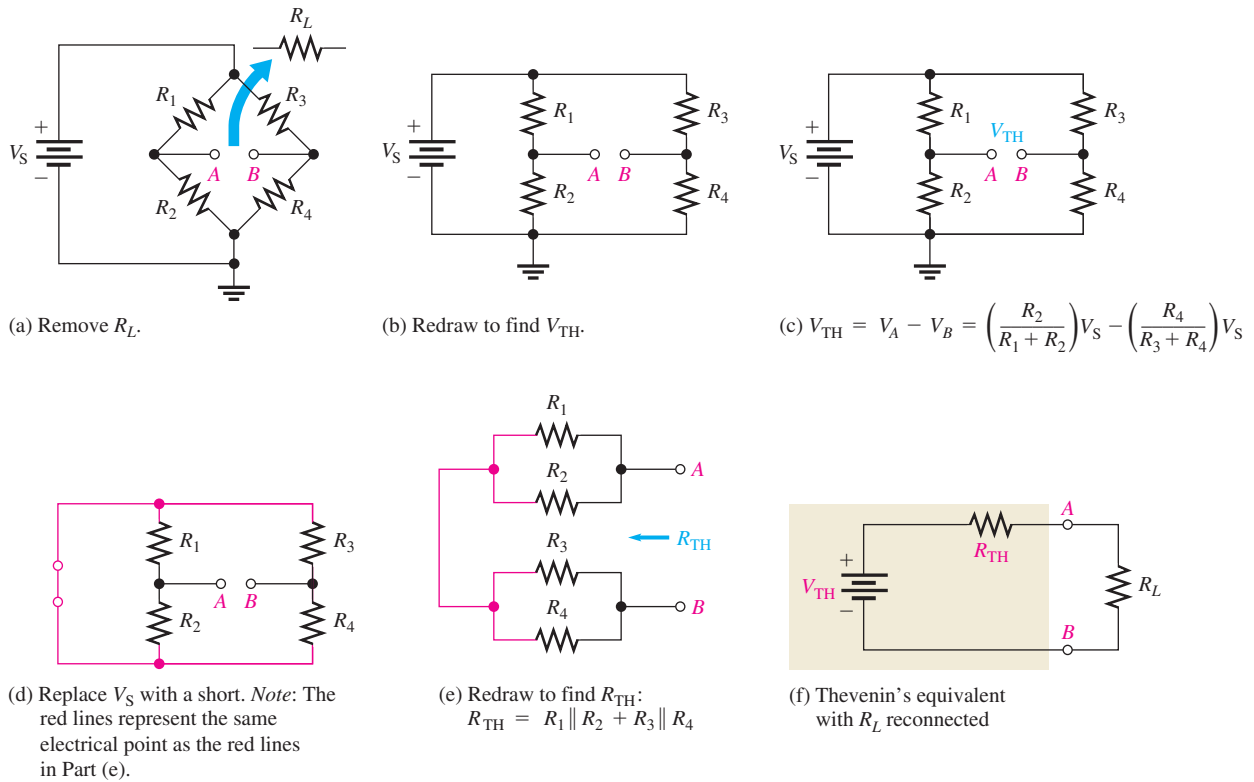 R_L
R_1
R_3
+
V_S
−
A
B
R_2
R_4
(a) Remove R_L.
+
V_S
−
R_1
R_3
A
B
R_2
R_4
(b) Redraw to find V_TH.
+
V_S
−
R_1
V_TH
R_3
A
B
R_2
R_4
(c) V_TH = V_A − V_B = (R_2 / (R_1 + R_2)) V_S − (R_4 / (R_3 + R_4)) V_S
R_1
R_3
A
B
R_2
R_4
(d) Replace V_S with a short. Note: The
red lines represent the same
electrical point as the red lines
in Part (e).
R_1
A
R_2
R_3
R_TH
R_4
B
(e) Redraw to find R_TH:
R_TH = R_1 ∥ R_2 + R_3 ∥ R_4
A
R_TH
+
V_TH
−
R_L
B
(f) Thevenin's equivalent
with R_L reconnected